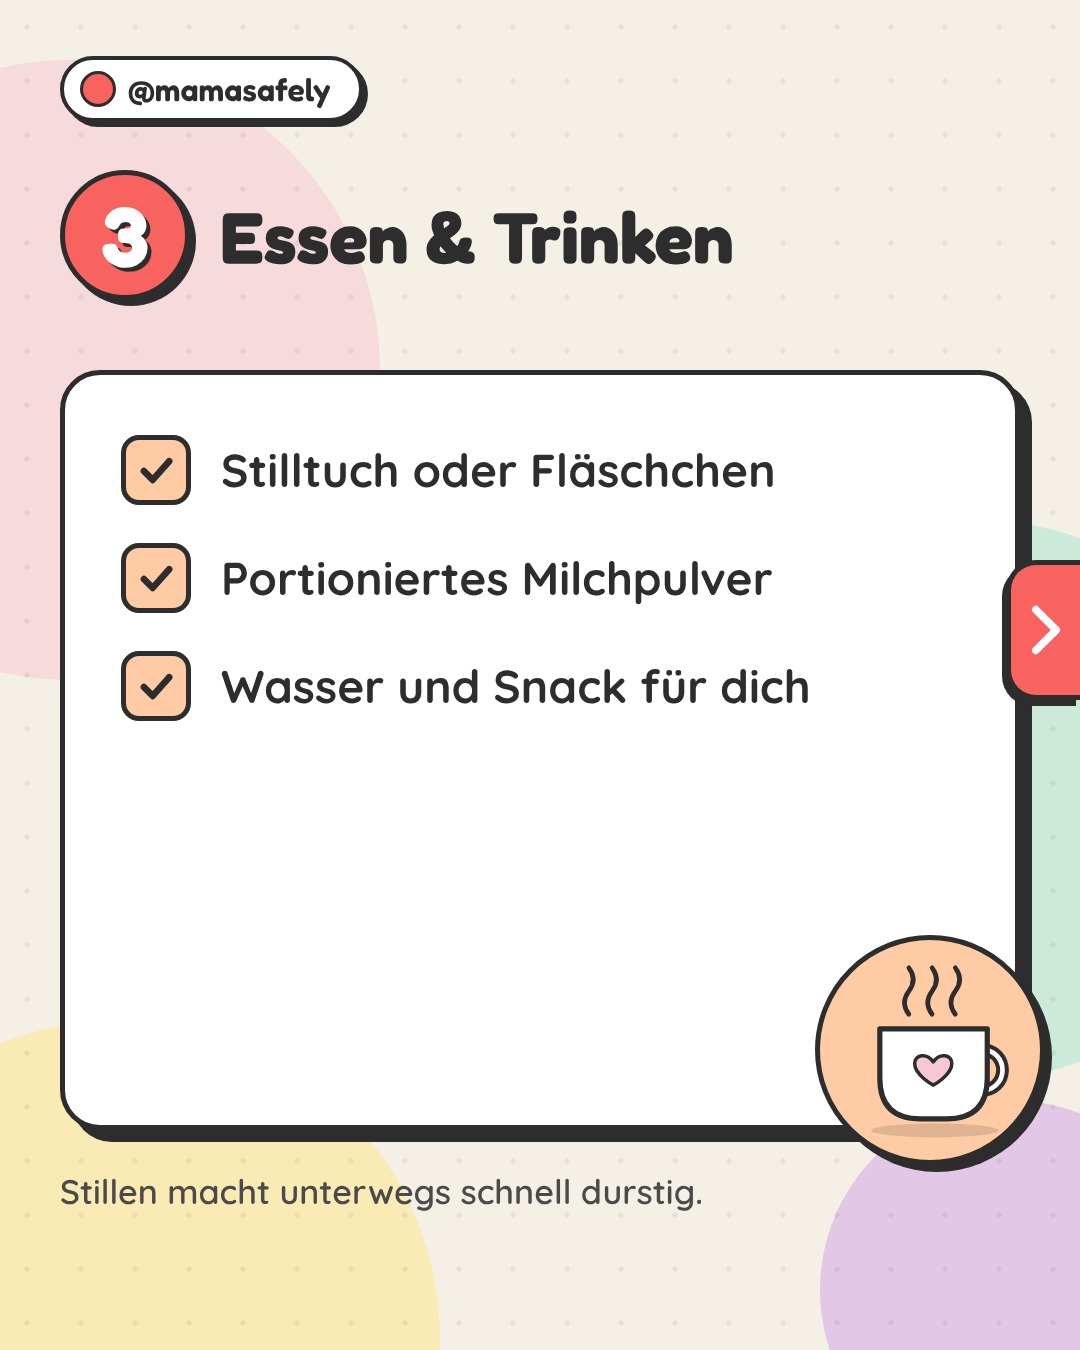 @mamasafely
3 Essen & Trinken
Stilltuch oder Fläschchen
Portioniertes Milchpulver
Wasser und Snack für dich
Stillen macht unterwegs schnell durstig.